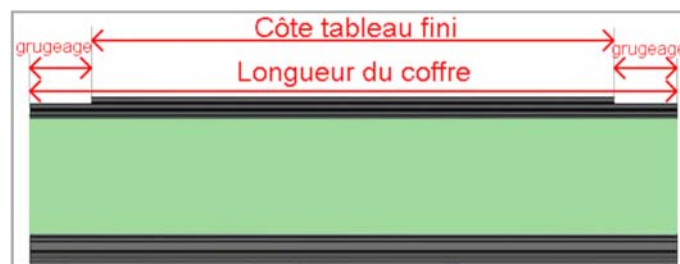 Côte tableau fini
grugeage
grugeage
Longueur du coffre